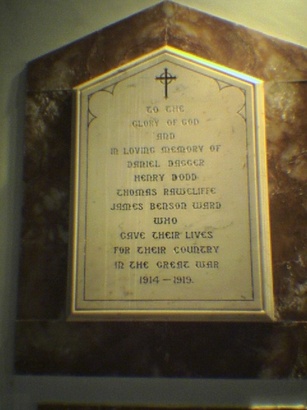 TO THE
GLORY OF GOD
AND
IN LOVING MEMORY OF
DANIEL DAGGER
HENRY DODD
THOMAS RAWCLIFFE
JAMES BENSON WARD
WHO
GAVE THEIR LIVES
FOR THEIR COUNTRY
IN THE GREAT WAR
1914-1919.